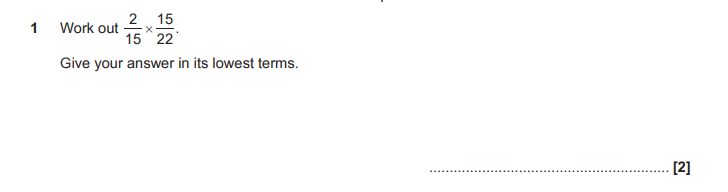 1 Work out 2/15 × 15/22.
Give your answer in its lowest terms.
............................................................ [2]